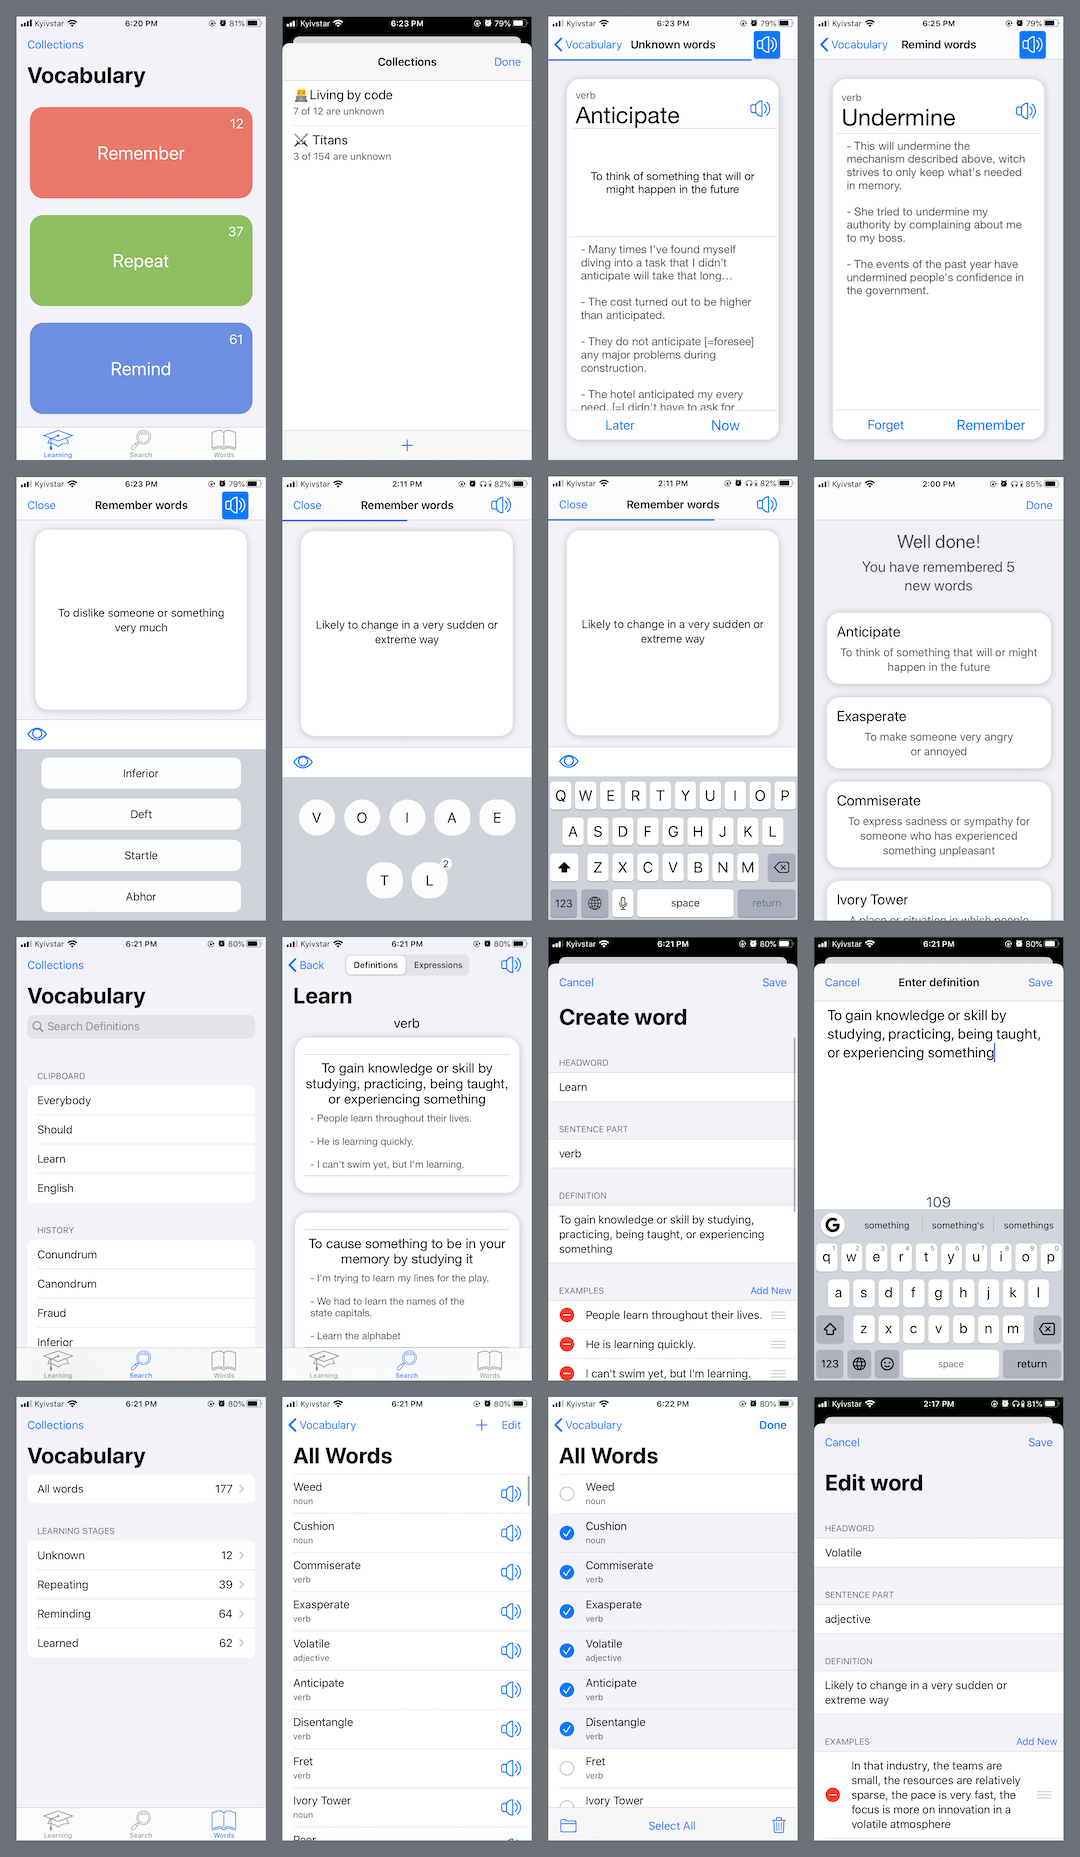 Kyivstar 6:20 PM 81%
Collections
Vocabulary
12
Remember
37
Repeat
61
Remind
Learning Search Words
Kyivstar 6:23 PM 79%
Collections Done
Living by code
7 of 12 are unknown
Titans
3 of 154 are unknown
+
Kyivstar 6:23 PM 79%
Vocabulary Unknown words
verb
Anticipate
To think of something that will or
might happen in the future
- Many times I've found myself
diving into a task that I didn't
anticipate will take that long...
- The cost turned out to be higher
than anticipated.
- They do not anticipate [=foresee]
any major problems during
construction.
- The hotel anticipated my every
need. [=I didn't have to ask for
Later Now
Kyivstar 6:25 PM 79%
Vocabulary Remind words
verb
Undermine
- This will undermine the
mechanism described above, witch
strives to only keep what's needed
in memory.
- She tried to undermine my
authority by complaining about me
to my boss.
- The events of the past year have
undermined people's confidence in
the government.
Forget Remember
Kyivstar 6:23 PM 79%
Close Remember words
To dislike someone or something
very much
Inferior
Deft
Startle
Abhor
Kyivstar 2:11 PM 82%
Close Remember words
Likely to change in a very sudden or
extreme way
V O I A E
T L 2
Kyivstar 2:11 PM 82%
Close Remember words
Likely to change in a very sudden or
extreme way
Q W E R T Y U I O P
A S D F G H J K L
Z X C V B N M
123 space return
Kyivstar 2:00 PM 85%
Done
Well done!
You have remembered 5
new words
Anticipate
To think of something that will or might
happen in the future
Exasperate
To make someone very angry
or annoyed
Commiserate
To express sadness or sympathy for
someone who has experienced
something unpleasant
Ivory Tower
A place or situation in which people
Kyivstar 6:21 PM 80%
Collections
Vocabulary
Search Definitions
CLIPBOARD
Everybody
Should
Learn
English
HISTORY
Conundrum
Canondrum
Fraud
Inferior
Learning Search Words
Kyivstar 6:21 PM 80%
Back Definitions Expressions
Learn
verb
To gain knowledge or skill by
studying, practicing, being taught,
or experiencing something
- People learn throughout their lives.
- He is learning quickly.
- I can't swim yet, but I'm learning.
To cause something to be in your
memory by studying it
- I'm trying to learn my lines for the play.
- We had to learn the names of the
state capitals.
- Learn the alphabet
Learning Search Words
Kyivstar 6:21 PM 80%
Cancel Save
Create word
HEADWORD
Learn
SENTENCE PART
verb
DEFINITION
To gain knowledge or skill by studying,
practicing, being taught, or experiencing
something
EXAMPLES Add New
People learn throughout their lives.
He is learning quickly.
I can't swim yet, but I'm learning.
Kyivstar 6:21 PM 80%
Cancel Enter definition Save
To gain knowledge or skill by
studying, practicing, being taught,
or experiencing something
109
G something something's somethings
q 1 w 2 e 3 r 4 t 5 y 6 u 7 i 8 o 9 p 0
a s d f g h j k l
z x c v b n m
123 space return
Kyivstar 6:21 PM 80%
Collections
Vocabulary
All words 177
LEARNING STAGES
Unknown 12
Repeating 39
Reminding 64
Learned 62
Learning Search Words
Kyivstar 6:21 PM 80%
Vocabulary + Edit
All Words
Weed
noun
Cushion
noun
Commiserate
verb
Exasperate
verb
Volatile
adjective
Anticipate
verb
Disentangle
verb
Fret
verb
Ivory Tower
noun
Kyivstar 6:22 PM 80%
Vocabulary Done
All Words
Weed
noun
Cushion
noun
Commiserate
verb
Exasperate
verb
Volatile
adjective
Anticipate
verb
Disentangle
verb
Fret
verb
Ivory Tower
Select All
Kyivstar 2:17 PM 81%
Cancel Save
Edit word
HEADWORD
Volatile
SENTENCE PART
adjective
DEFINITION
Likely to change in a very sudden or
extreme way
EXAMPLES Add New
In that industry, the teams are
small, the resources are relatively
sparse, the pace is very fast, the
focus is more on innovation in a
volatile atmosphere